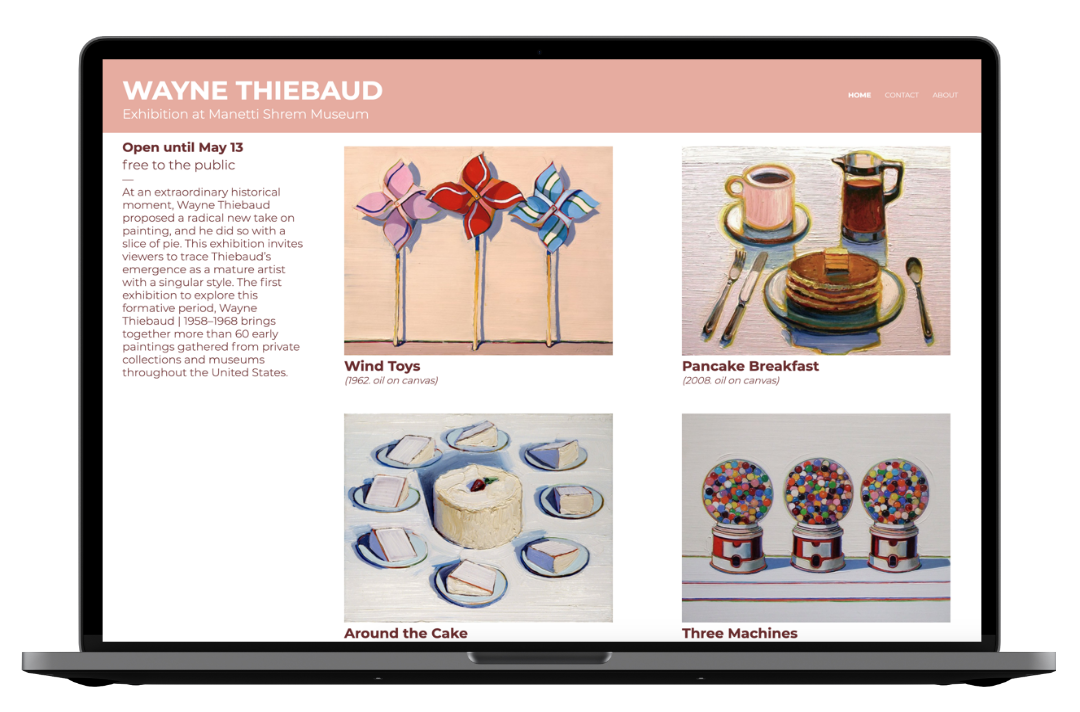 WAYNE THIEBAUD
Exhibition at Manetti Shrem Museum
HOME CONTACT ABOUT
Open until May 13
free to the public
—
At an extraordinary historical
moment, Wayne Thiebaud
proposed a radical new take on
painting, and he did so with a
slice of pie. This exhibition invites
viewers to trace Thiebaud's
emergence as a mature artist
with a singular style. The first
exhibition to explore this
formative period, Wayne
Thiebaud | 1958–1968 brings
together more than 60 early
paintings gathered from private
collections and museums
throughout the United States.
Wind Toys
(1962. oil on canvas)
Pancake Breakfast
(2008. oil on canvas)
Around the Cake
Three Machines